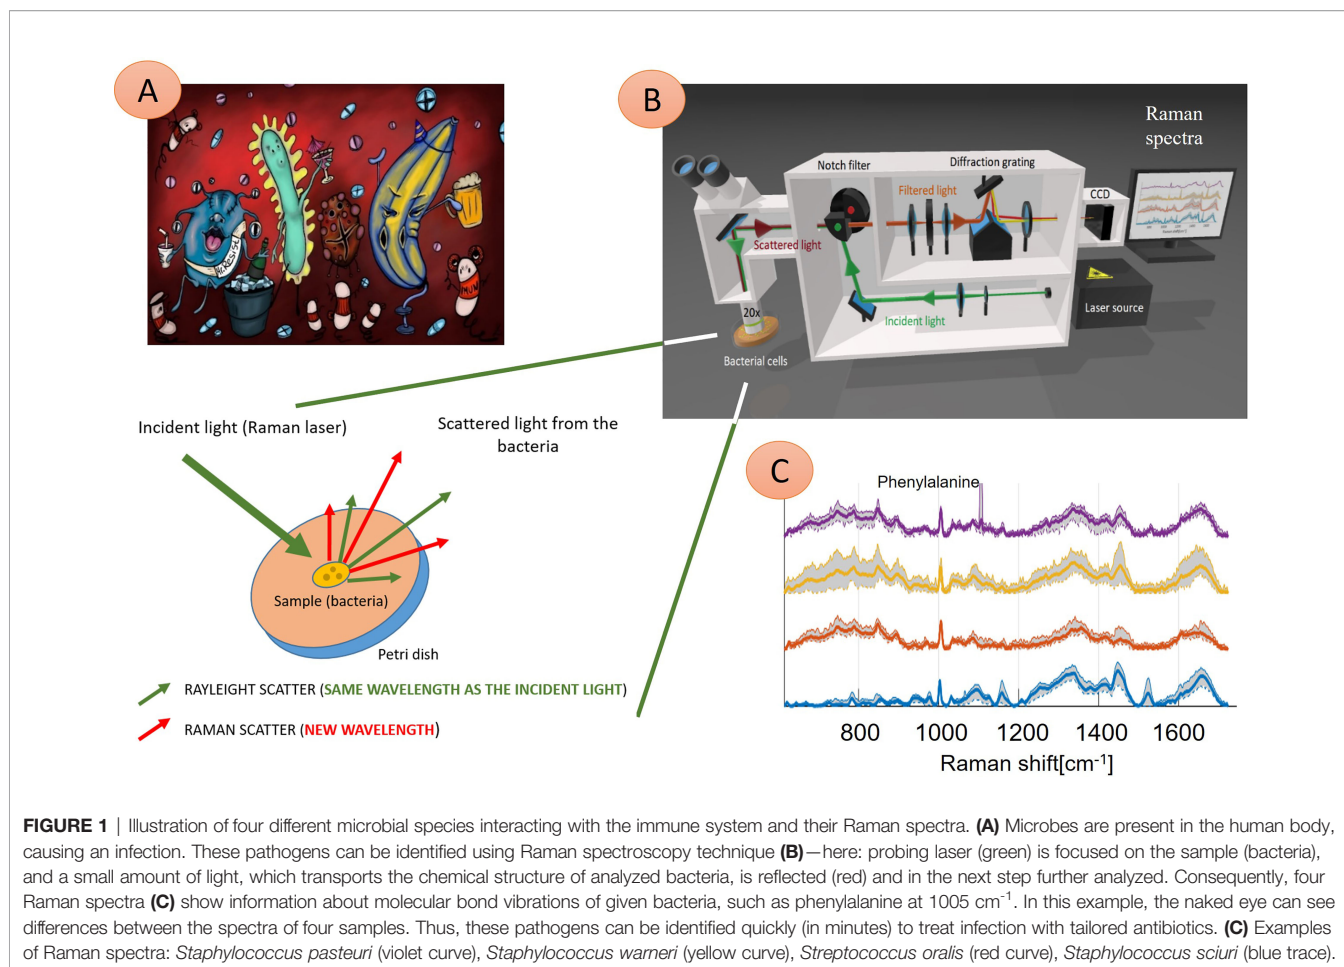 A
B
Raman
spectra
Notch filter
Diffraction grating
Filtered light
CCD
Scattered light
20x
Incident light
Laser source
Bacterial cells
Incident light (Raman laser)
Scattered light from the
bacteria
Sample (bacteria)
Petri dish
RAYLEIGHT SCATTER (SAME WAVELENGTH AS THE INCIDENT LIGHT)
RAMAN SCATTER (NEW WAVELENGTH)
C
Phenylalanine
800 1000 1200 1400 1600
Raman shift[cm-1]
FIGURE 1 | Illustration of four different microbial species interacting with the immune system and their Raman spectra. (A) Microbes are present in the human body,
causing an infection. These pathogens can be identified using Raman spectroscopy technique (B)—here: probing laser (green) is focused on the sample (bacteria),
and a small amount of light, which transports the chemical structure of analyzed bacteria, is reflected (red) and in the next step further analyzed. Consequently, four
Raman spectra (C) show information about molecular bond vibrations of given bacteria, such as phenylalanine at 1005 cm-1. In this example, the naked eye can see
differences between the spectra of four samples. Thus, these pathogens can be identified quickly (in minutes) to treat infection with tailored antibiotics. (C) Examples
of Raman spectra: Staphylococcus pasteuri (violet curve), Staphylococcus warneri (yellow curve), Streptococcus oralis (red curve), Staphylococcus sciuri (blue trace).